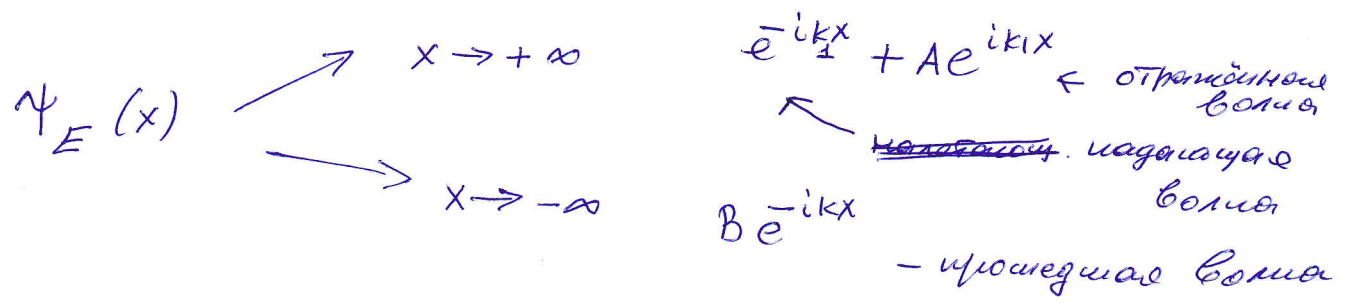 ψ_E (x)
x → +∞ e^{-ik_1x} + Ae^{ik_1x}
← отражённая
волна
падающая
волна
x → -∞ Be^{-ikx}
- прошедшая волна